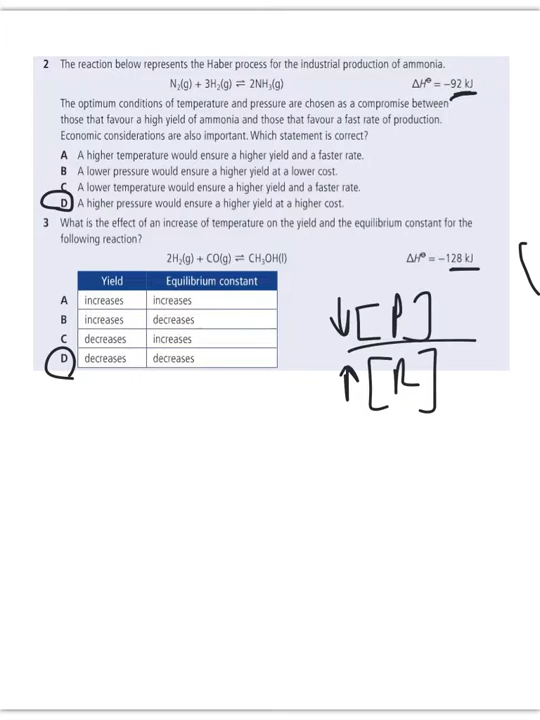 2 The reaction below represents the Haber process for the industrial production of ammonia.
N₂(g) + 3H₂(g) ⇌ 2NH₃(g) ΔH⦵ = −92 kJ
The optimum conditions of temperature and pressure are chosen as a compromise between
those that favour a high yield of ammonia and those that favour a fast rate of production.
Economic considerations are also important. Which statement is correct?
A A higher temperature would ensure a higher yield and a faster rate.
B A lower pressure would ensure a higher yield at a lower cost.
C A lower temperature would ensure a higher yield and a faster rate.
D A higher pressure would ensure a higher yield at a higher cost.
3 What is the effect of an increase of temperature on the yield and the equilibrium constant for the
following reaction?
2H₂(g) + CO(g) ⇌ CH₃OH(l) ΔH⦵ = −128 kJ
Yield Equilibrium constant
A increases increases
B increases decreases
C decreases increases
D decreases decreases
↓[P]
↑[R]